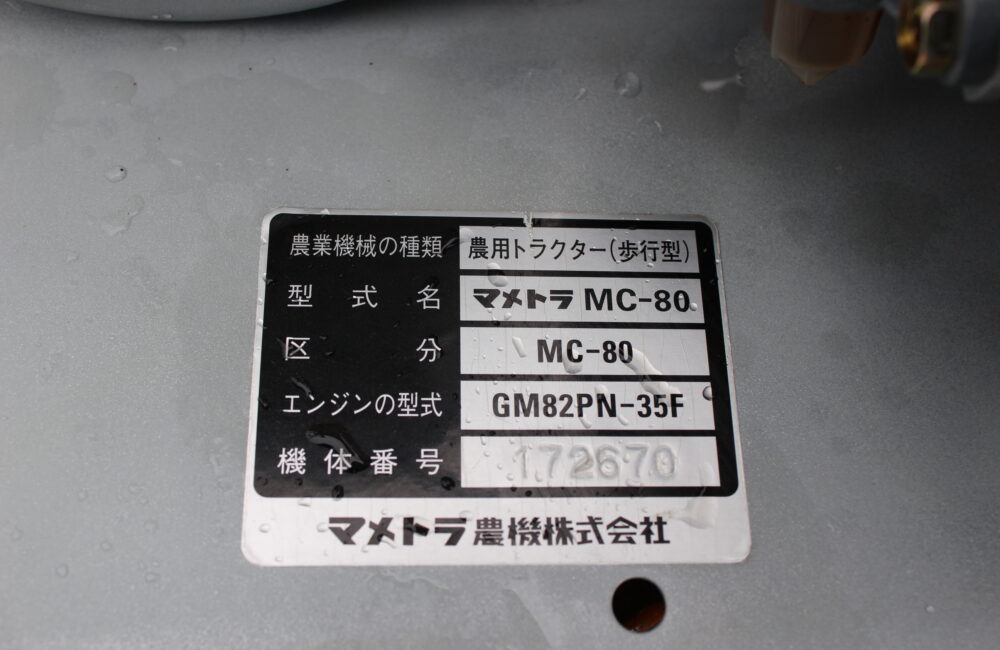 農業機械の種類 農用トラクター(歩行型)
型式名 マメトラ MC-80
区分 MC-80
エンジンの型式 GM82PN-35F
機体番号 172670
マメトラ農機株式会社